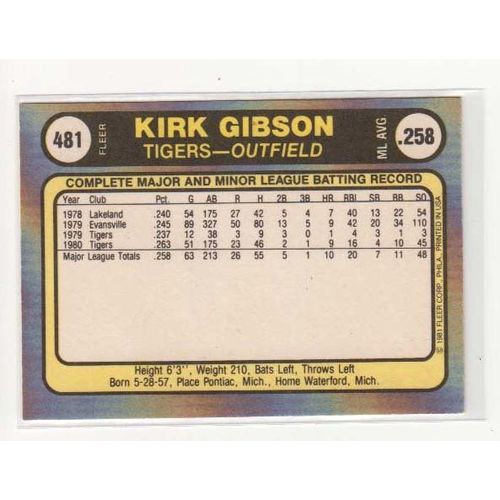 481
FLEER
KIRK GIBSON
TIGERS—OUTFIELD
ML AVG
.258
COMPLETE MAJOR AND MINOR LEAGUE BATTING RECORD
Year Club Pct. G AB R H 2B 3B HR RBI SB BB SO
1978 Lakeland .240 54 175 27 42 5 4 7 40 13 22 54
1979 Evansville .245 89 327 50 80 13 5 9 42 20 34 110
1979 Tigers .237 12 38 3 9 3 0 1 4 3 1 3
1980 Tigers .263 51 175 23 46 2 1 9 16 4 10 45
Major League Totals .258 63 213 26 55 5 1 10 20 7 11 48
Height 6'3'', Weight 210, Bats Left, Throws Left
Born 5-28-57, Place Pontiac, Mich., Home Waterford, Mich.
© 1981 FLEER CORP., PHILA., PRINTED IN USA